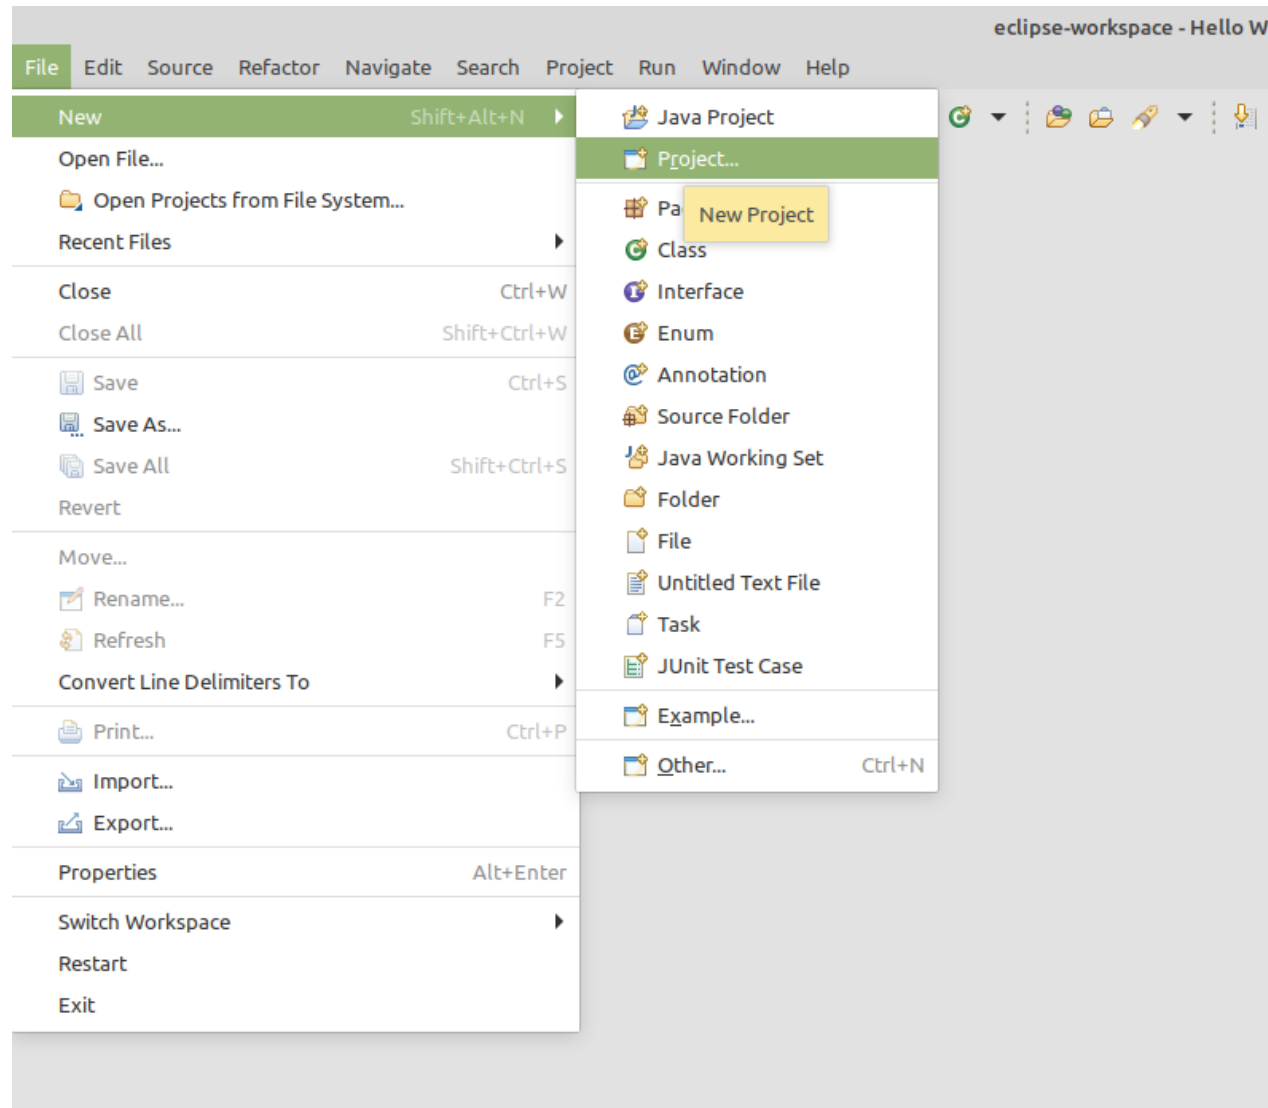 eclipse-workspace - Hello W
File Edit Source Refactor Navigate Search Project Run Window Help
New Shift+Alt+N
Open File...
Open Projects from File System...
Recent Files
Close Ctrl+W
Close All Shift+Ctrl+W
Save Ctrl+S
Save As...
Save All Shift+Ctrl+S
Revert
Move...
Rename... F2
Refresh F5
Convert Line Delimiters To
Print... Ctrl+P
Import...
Export...
Properties Alt+Enter
Switch Workspace
Restart
Exit
Java Project
Project...
Pa
New Project
Class
Interface
Enum
Annotation
Source Folder
Java Working Set
Folder
File
Untitled Text File
Task
JUnit Test Case
Example...
Other... Ctrl+N